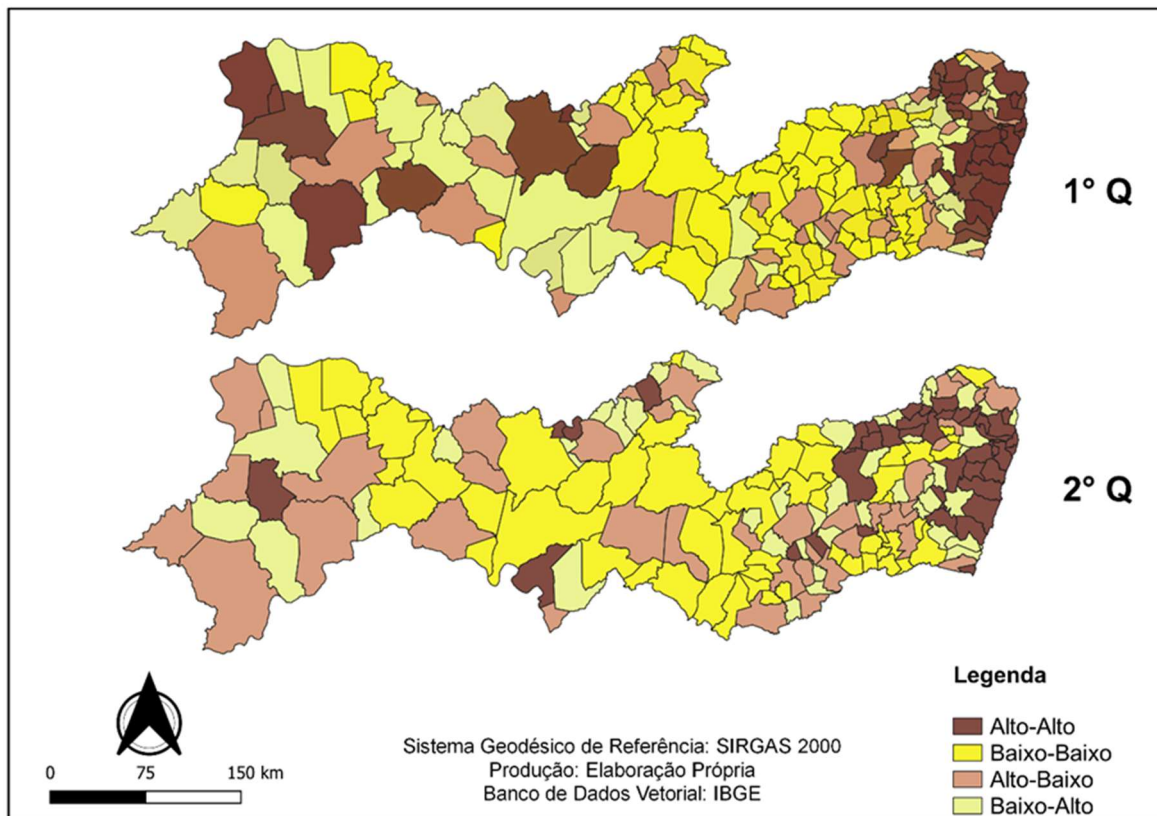 1° Q
2° Q
Legenda
Alto-Alto
Baixo-Baixo
Alto-Baixo
Baixo-Alto
Sistema Geodésico de Referência: SIRGAS 2000
Produção: Elaboração Própria
Banco de Dados Vetorial: IBGE
0 75 150 km